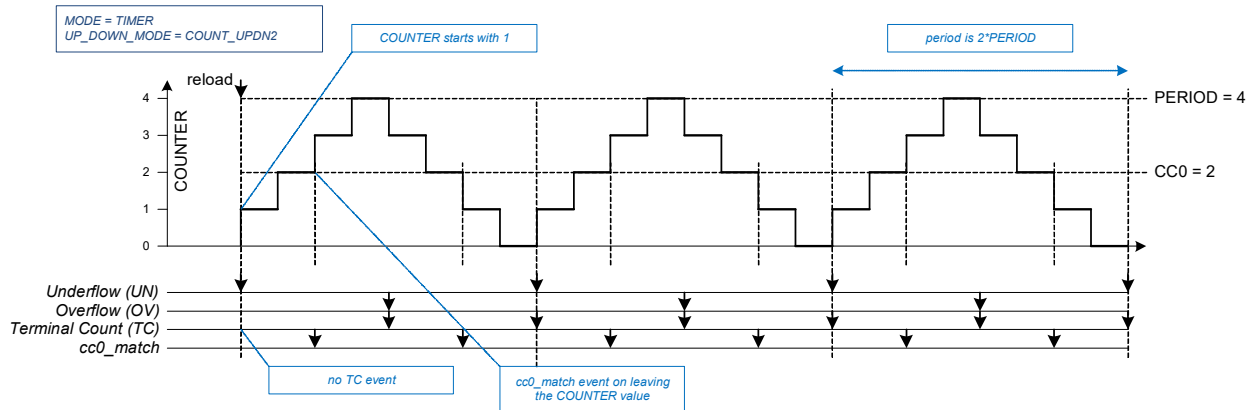 MODE = TIMER
UP_DOWN_MODE = COUNT_UPDN2
COUNTER starts with 1
period is 2*PERIOD
reload
4
3
2
1
0
COUNTER
PERIOD = 4
CC0 = 2
Underflow (UN)
Overflow (OV)
Terminal Count (TC)
cc0_match
no TC event
cc0_match event on leaving
the COUNTER value